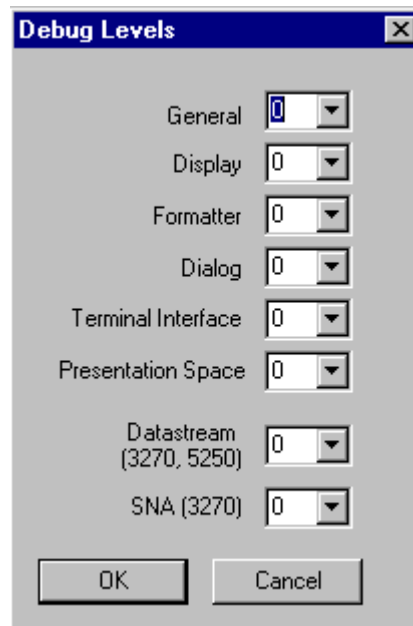 Debug Levels
General 0
Display 0
Formatter 0
Dialog 0
Terminal Interface 0
Presentation Space 0
Datastream
(3270, 5250) 0
SNA (3270) 0
OK Cancel